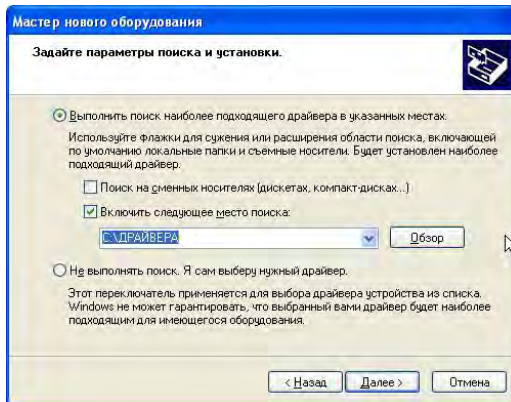 Мастер нового оборудования
Задайте параметры поиска и установки.
Выполнить поиск наиболее подходящего драйвера в указанных местах.
Используйте флажки для сужения или расширения области поиска, включающей
по умолчанию локальные папки и съемные носители. Будет установлен наиболее
подходящий драйвер.
Поиск на сменных носителях (дискетах, компакт-дисках...)
Включить следующее место поиска:
C:\ДРАЙВЕРА
Обзор
Не выполнять поиск. Я сам выберу нужный драйвер.
Этот переключатель применяется для выбора драйвера устройства из списка.
Windows не может гарантировать, что выбранный вами драйвер будет наиболее
подходящим для имеющегося оборудования.
< Назад Далее > Отмена